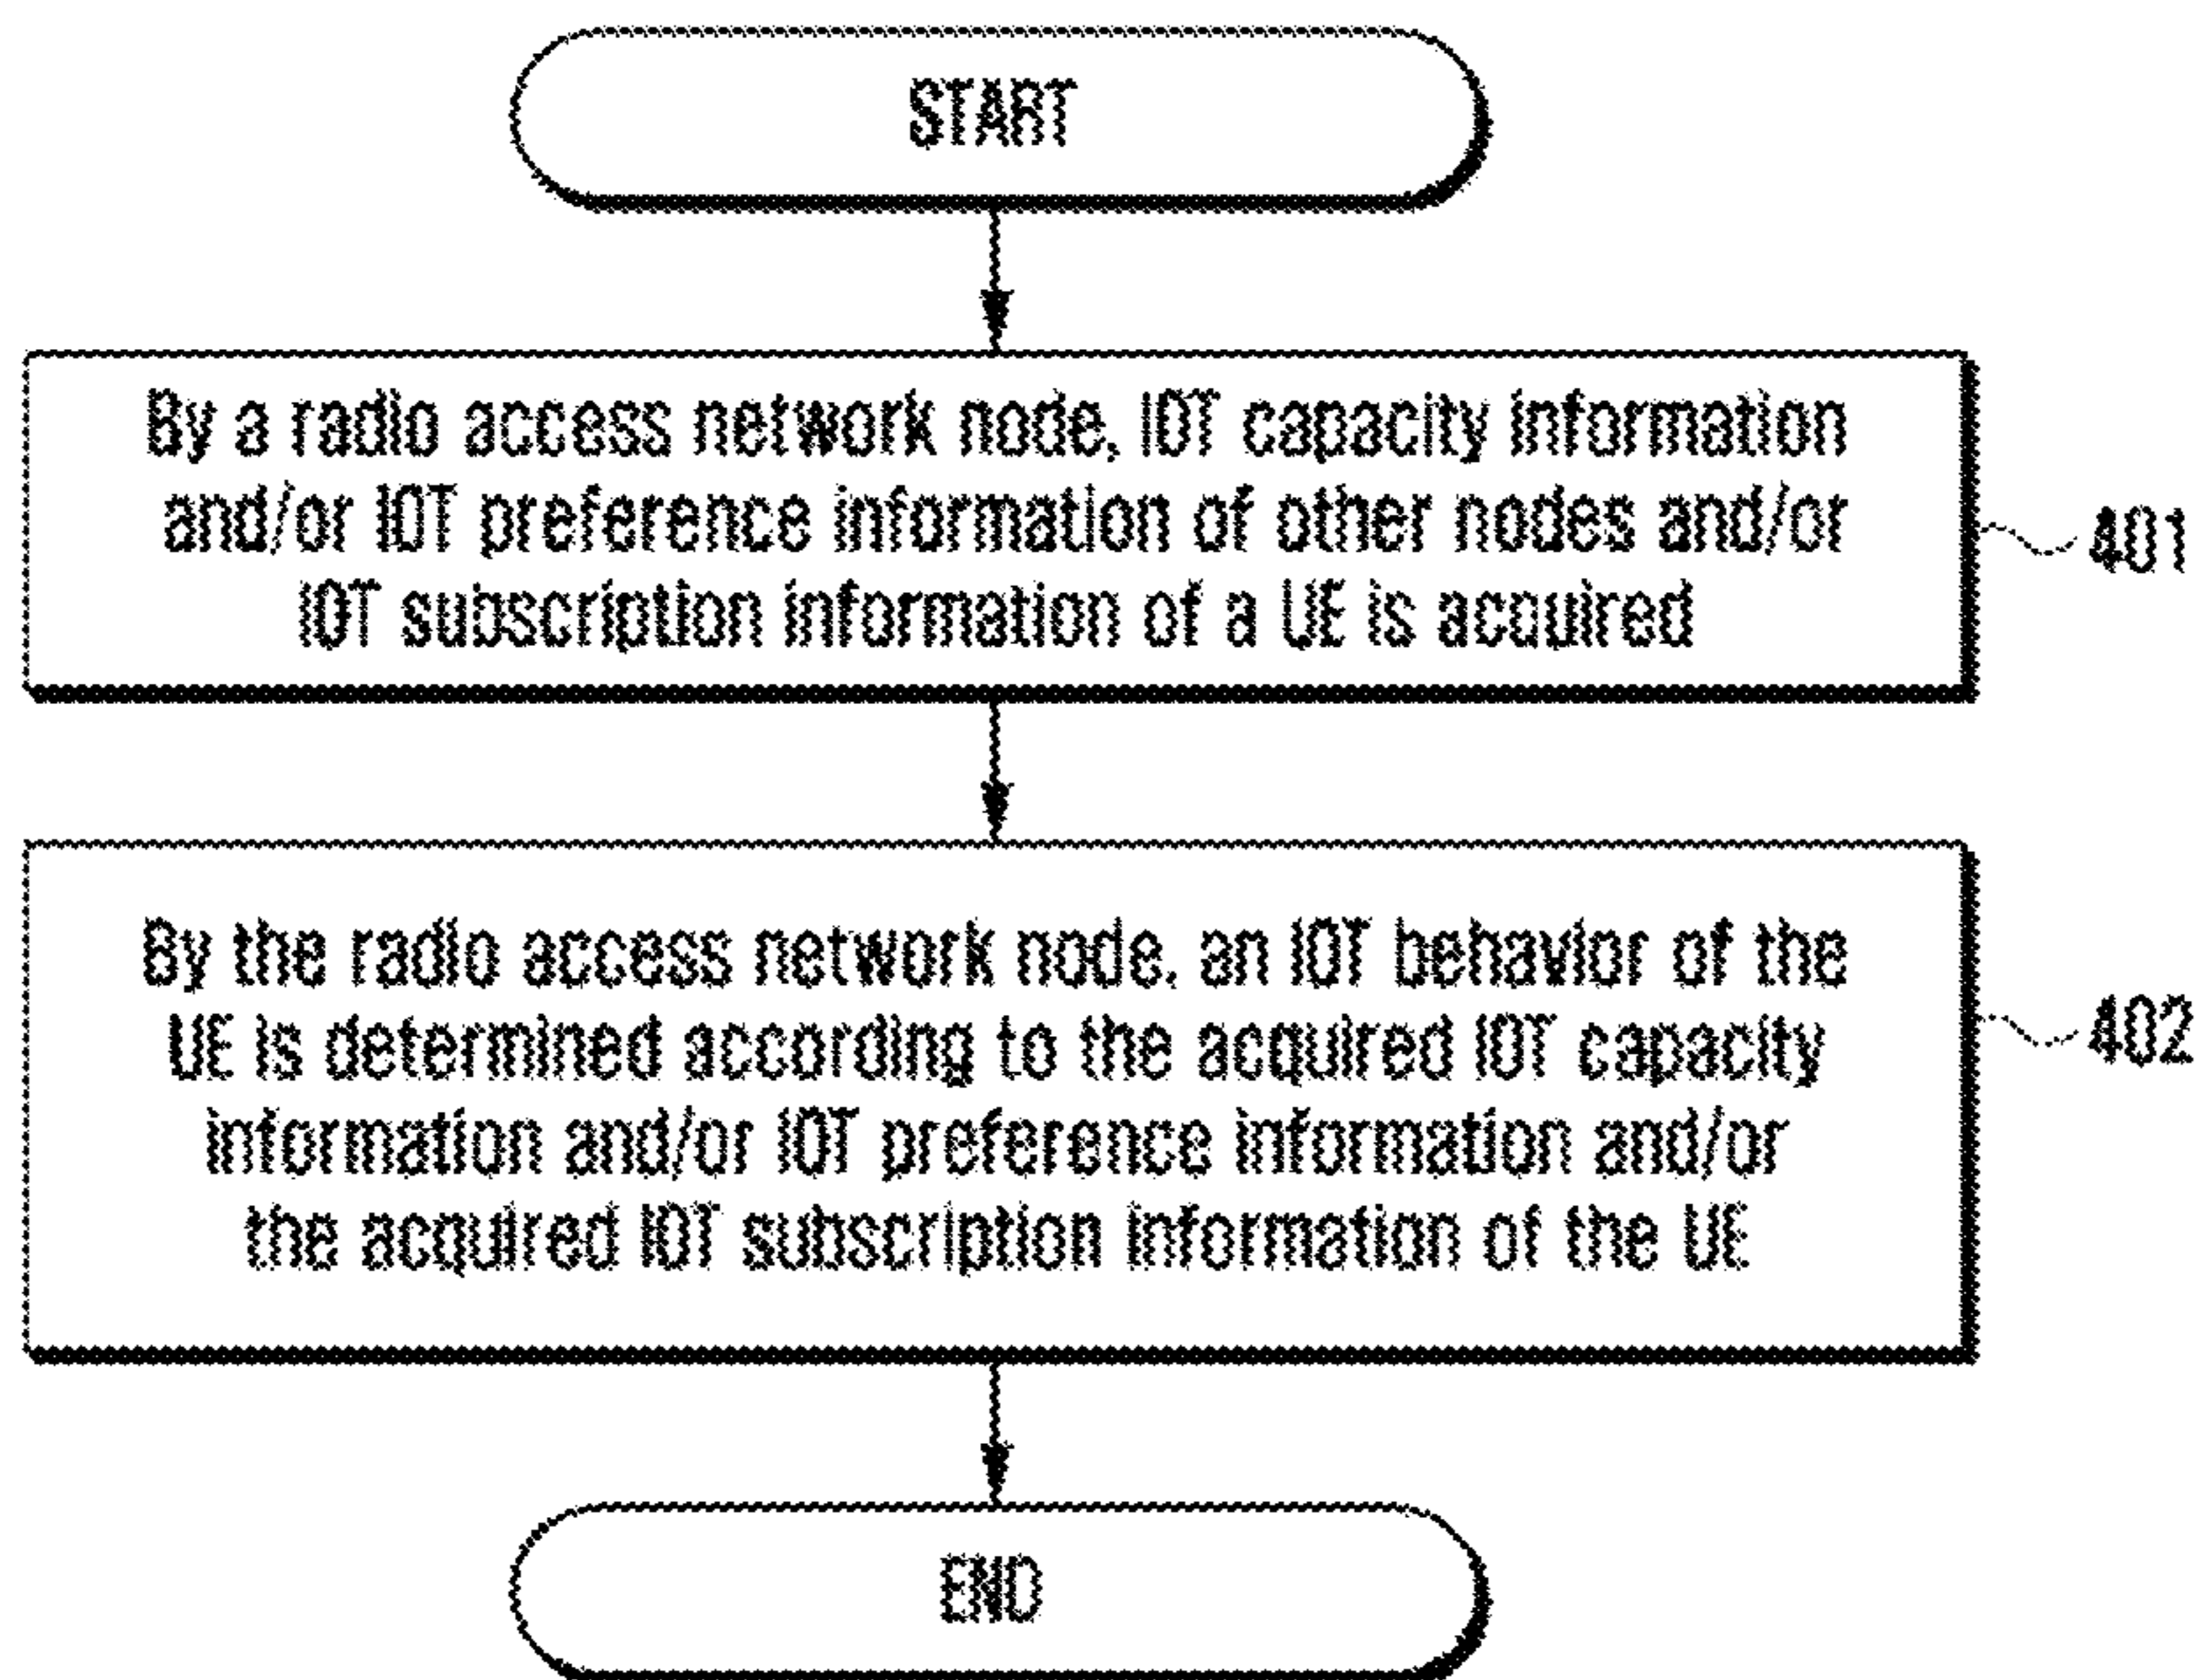 START
By a radio access network node, IOT capacity information
and/or IOT preference information of other nodes and/or
IOT subscription information of a UE is acquired
401
By the radio access network node, an IOT behavior of the
UE is determined according to the acquired IOT capacity
information and/or IOT preference information and/or
the acquired IOT subscription information of the UE
402
END